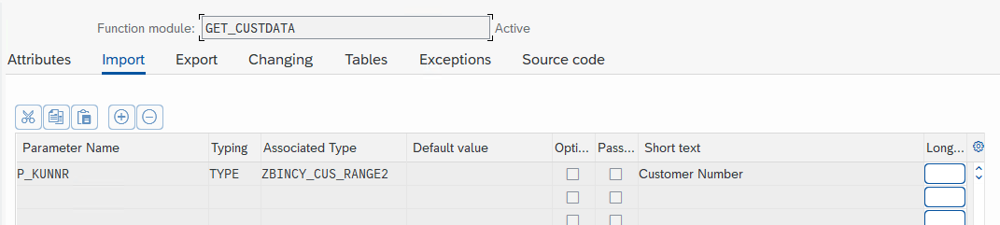 Function module: GET_CUSTDATA Active
Attributes Import Export Changing Tables Exceptions Source code
Parameter Name Typing Associated Type Default value Opti... Pass... Short text Long...
P_KUNNR TYPE ZBINCY_CUS_RANGE2 Customer Number